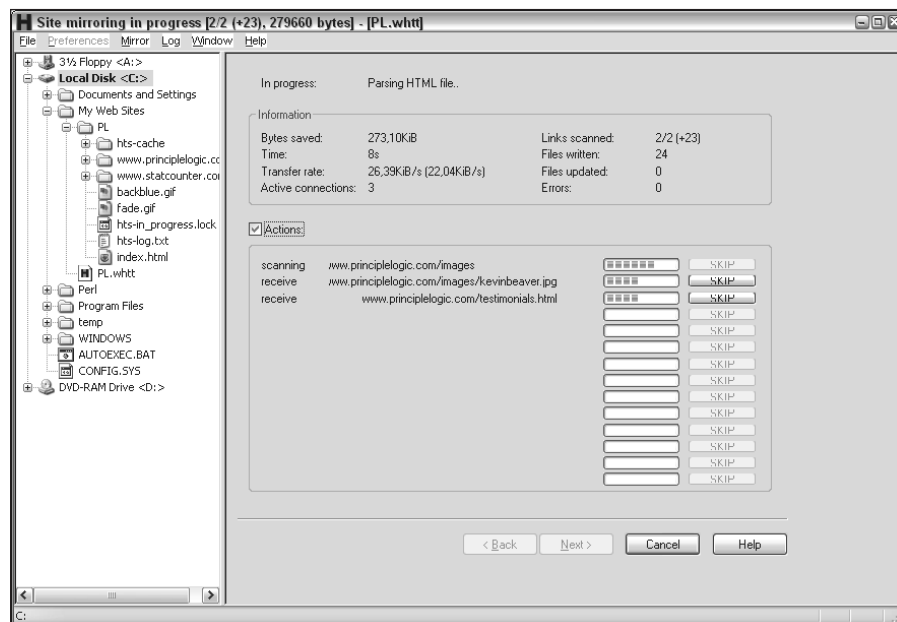 H Site mirroring in progress [2/2 (+23), 279660 bytes] - [PL.whtt]
File Preferences Mirror Log Window Help
3½ Floppy <A:>
Local Disk <C:>
Documents and Settings
My Web Sites
PL
hts-cache
www.principlelogic.cc
www.statcounter.coi
backblue.gif
fade.gif
hts-in_progress.lock
hts-log.txt
index.html
H PL.whtt
Perl
Program Files
temp
WINDOWS
AUTOEXEC.BAT
CONFIG.SYS
DVD-RAM Drive <D:>
In progress: Parsing HTML file..
Information
Bytes saved: 273,10KiB Links scanned: 2/2 (+23)
Time: 8s Files written: 24
Transfer rate: 26,39KiB/s (22,04KiB/s) Files updated: 0
Active connections: 3 Errors: 0
Actions:
scanning www.principlelogic.com/images SKIP
receive www.principlelogic.com/images/kevinbeaver.jpg SKIP
receive www.principlelogic.com/testimonials.html SKIP
SKIP
SKIP
SKIP
SKIP
SKIP
SKIP
SKIP
SKIP
SKIP
SKIP
SKIP
< Back Next > Cancel Help
C: